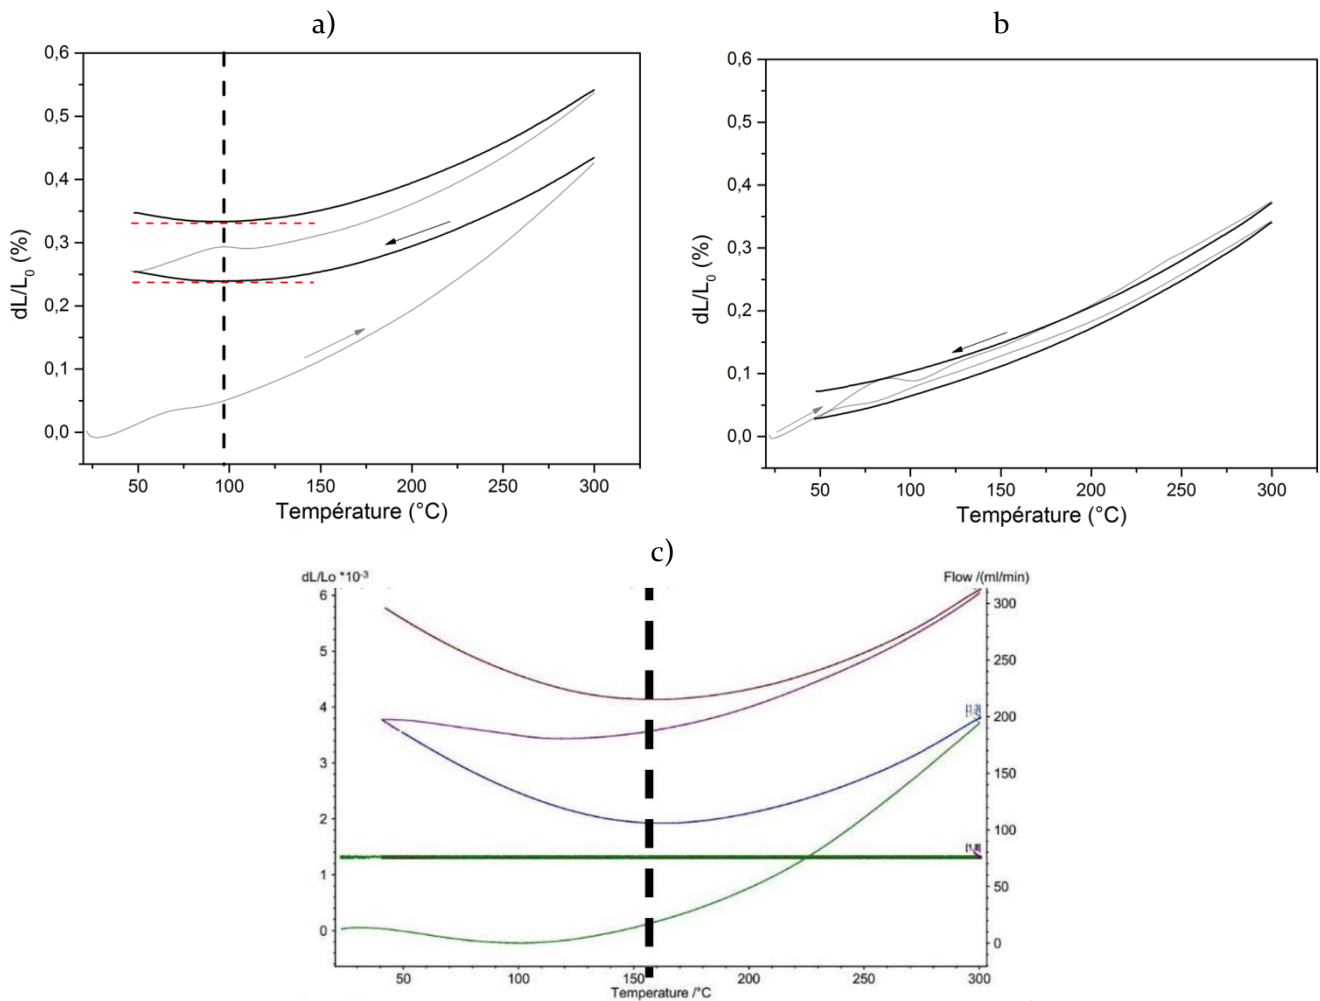 a)
0,6
0,5
0,4
0,3
0,2
0,1
0,0
dL/L₀ (%)
50 100 150 200 250 300
Température (°C)
b
0,6
0,5
0,4
0,3
0,2
0,1
0,0
dL/L₀ (%)
50 100 150 200 250 300
Température (°C)
c)
dL/Lo *10⁻³
Flow /(ml/min)
6
5
4
3
2
1
0
300
250
200
150
100
50
0
50 100 150 200 250 300
Temperature /°C